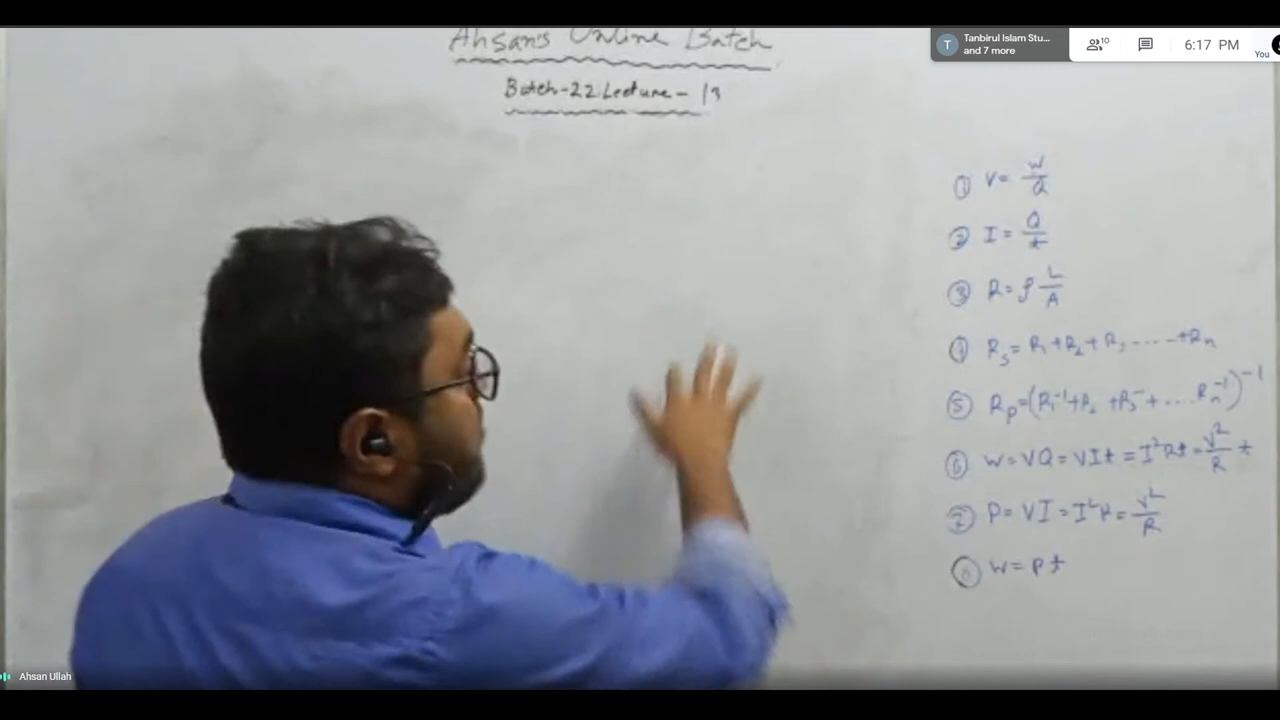 Ahsan's Online Batch
Batch-22 Lecture - 13
Tanbirul Islam Stu...
and 7 more
10
6:17 PM
You
T
① V = W/Q
② I = Q/t
③ R = ρ L/A
④ Rs = R1 + R2 + R3 ..... + Rn
⑤ Rp = (R1⁻¹ + R2 + R3⁻ + .... Rn⁻¹)⁻¹
⑥ W = VQ = VIt = I²Rt = V²/R t
⑦ P = VI = I²R = V²/R
⑧ W = Pt
Ahsan Ullah